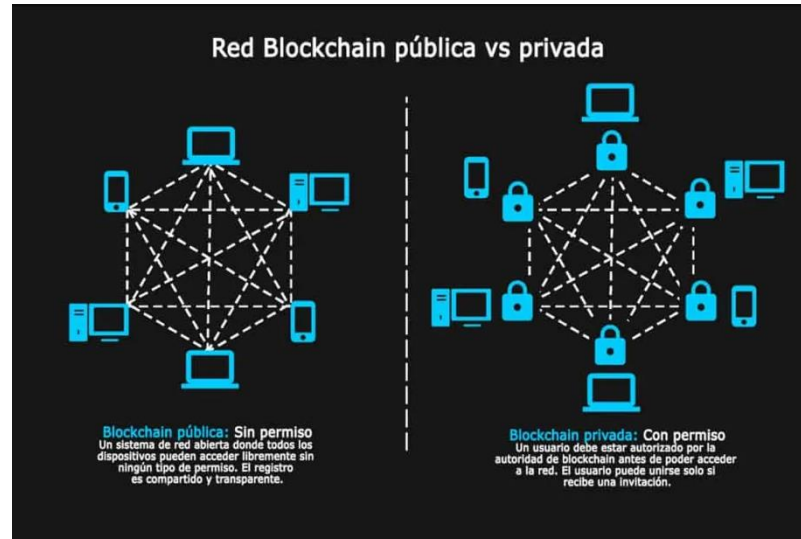 Red Blockchain pública vs privada
Blockchain pública: Sin permiso
Un sistema de red abierta donde todos los
dispositivos pueden acceder libremente sin
ningún tipo de permiso. El registro
es compartido y transparente.
Blockchain privada: Con permiso
Un usuario debe estar autorizado por la
autoridad de blockchain antes de poder acceder
a la red. El usuario puede unirse solo si
recibe una invitación.